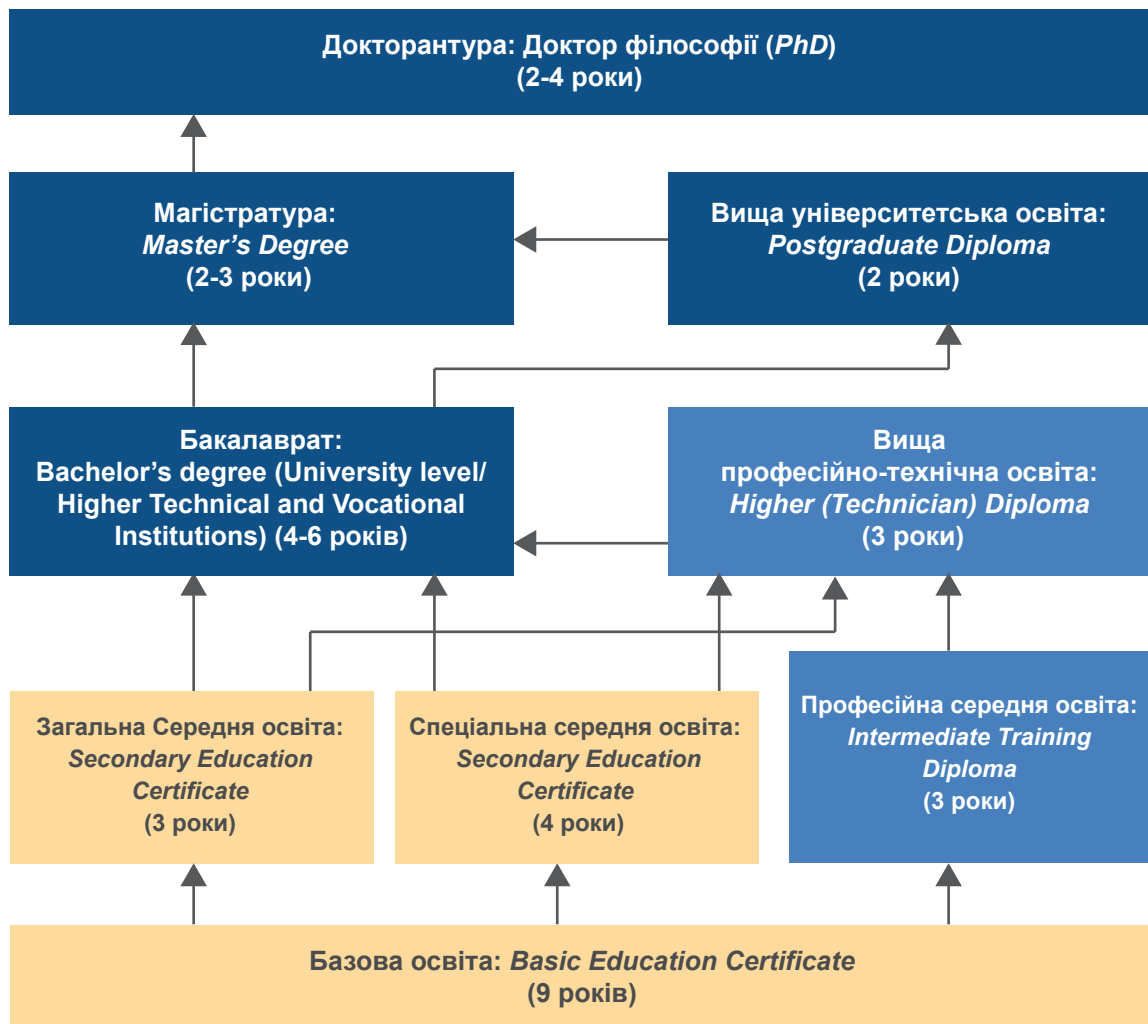 Докторантура: Доктор філософії (PhD)
(2-4 роки)
Магістратура:
Master’s Degree
(2-3 роки)
Вища університетська освіта:
Postgraduate Diploma
(2 роки)
Бакалаврат:
Bachelor’s degree (University level/
Higher Technical and Vocational
Institutions) (4-6 років)
Вища
професійно-технічна освіта:
Higher (Technician) Diploma
(3 роки)
Загальна Середня освіта:
Secondary Education
Certificate
(3 роки)
Спеціальна середня освіта:
Secondary Education
Certificate
(4 роки)
Професійна середня освіта:
Intermediate Training
Diploma
(3 роки)
Базова освіта: Basic Education Certificate
(9 років)